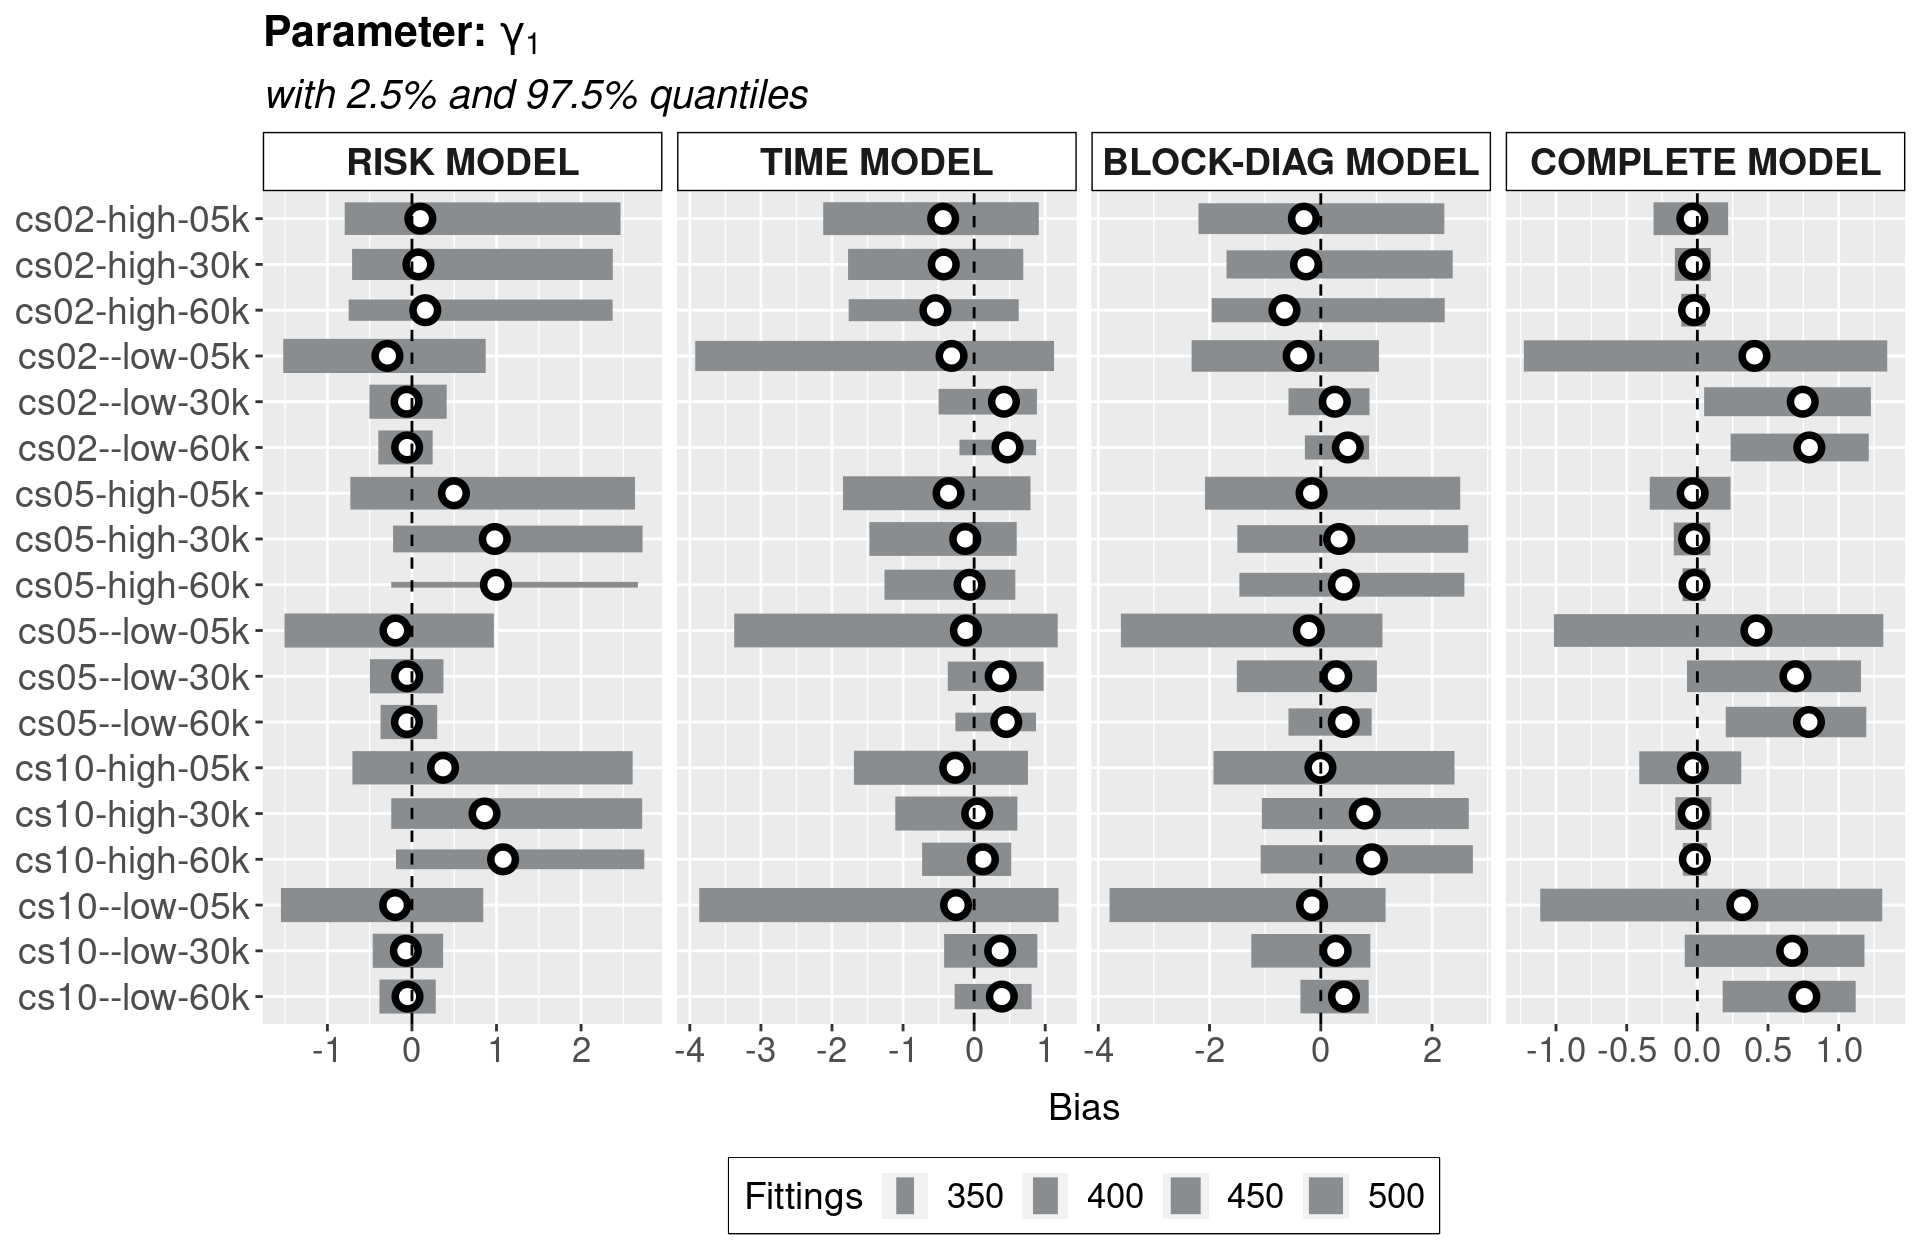 Parameter: γ₁
with 2.5% and 97.5% quantiles
RISK MODEL TIME MODEL BLOCK-DIAG MODEL COMPLETE MODEL
cs02-high-05k
cs02-high-30k
cs02-high-60k
cs02--low-05k
cs02--low-30k
cs02--low-60k
cs05-high-05k
cs05-high-30k
cs05-high-60k
cs05--low-05k
cs05--low-30k
cs05--low-60k
cs10-high-05k
cs10-high-30k
cs10-high-60k
cs10--low-05k
cs10--low-30k
cs10--low-60k
-1 0 1 2 -4 -3 -2 -1 0 1 -4 -2 0 2 -1.0 -0.5 0.0 0.5 1.0
Bias
Fittings 350 400 450 500